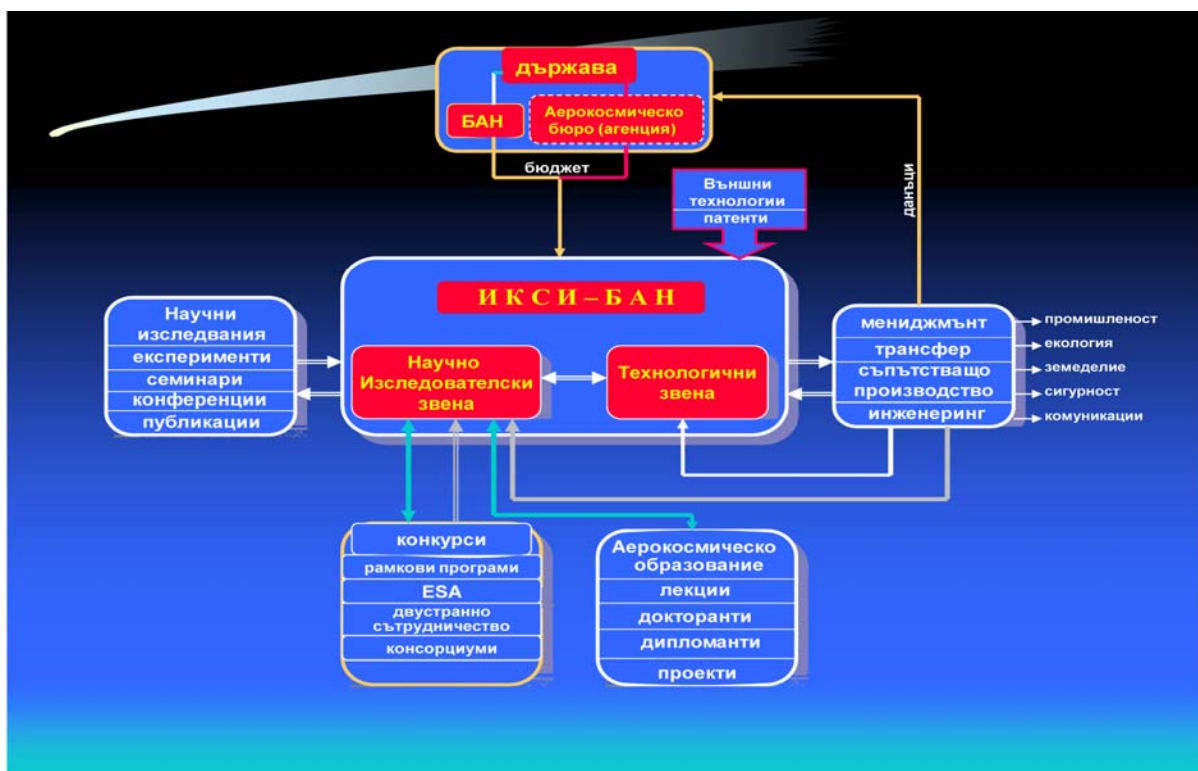 държава
БАН
Аерокосмическо
бюро (агенция)
бюджет
Външни
технологии
патенти
данъци
ИКСИ–БАН
Научно
Изследователски
звена
Технологични
звена
Научни
изследвания
експерименти
семинари
конференции
публикации
мениджмънт
трансфер
съпътстващо
производство
инженеринг
промишленост
екология
земеделие
сигурност
комуникации
конкурси
рамкови програми
ESA
двустранно
сътрудничество
консорциуми
Аерокосмическо
образование
лекции
докторанти
дипломанти
проекти